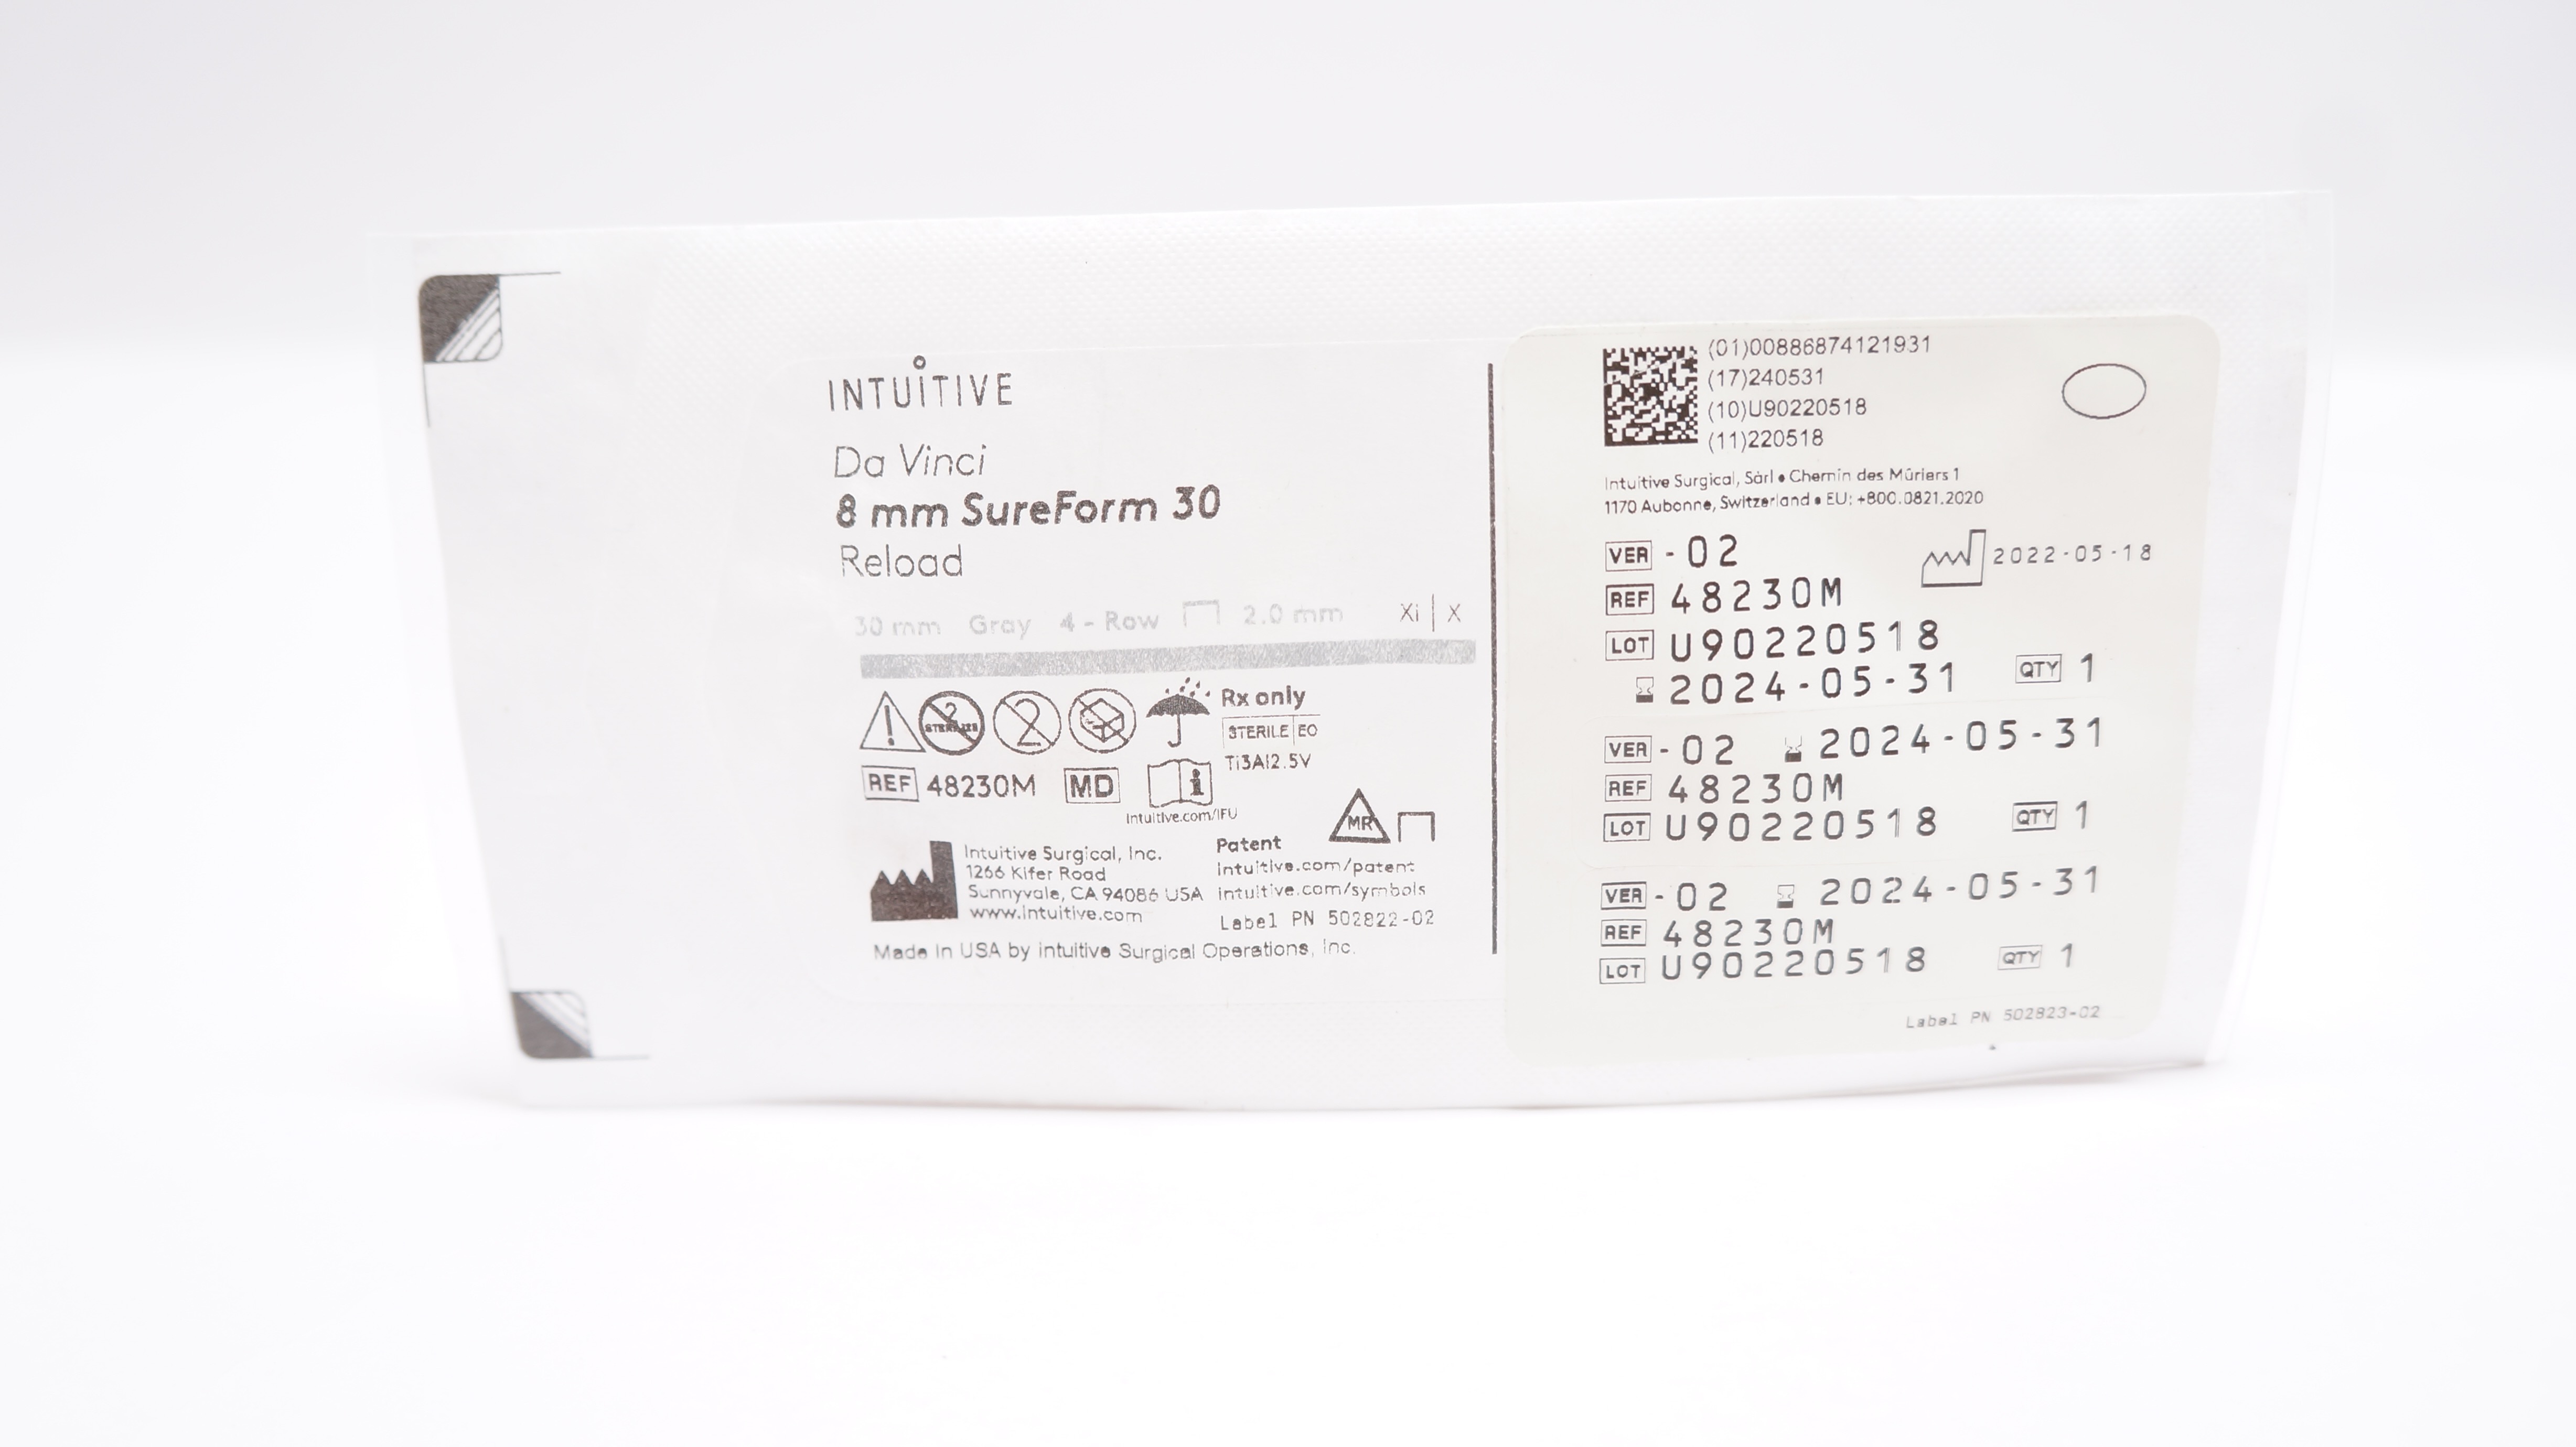 INTUITIVE
Da Vinci
8 mm SureForm 30
Reload
30 mm Gray 4 - Row 2.0 mm Xi | X
Rx only
STERILE EO
Ti3Al2.5V
REF 48230M MD
intuitive.com/IFU
MR
Intuitive Surgical, Inc.
1266 Kifer Road
Sunnyvale, CA 94086 USA
www.intuitive.com
Patent
intuitive.com/patent
intuitive.com/symbols
Label PN 502822-02
Made in USA by Intuitive Surgical Operations, Inc.
(01)00886874121931
(17)240531
(10)U90220518
(11)220518
Intuitive Surgical, Sàrl • Chemin des Mûriers 1
1170 Aubonne, Switzerland • EU: +800.0821.2020
VER -02
2022-05-18
REF 48230M
LOT U90220518
2024-05-31 QTY 1
VER -02 2024-05-31
REF 48230M
LOT U90220518 QTY 1
VER -02 2024-05-31
REF 48230M
LOT U90220518 QTY 1
Label PN 502823-02